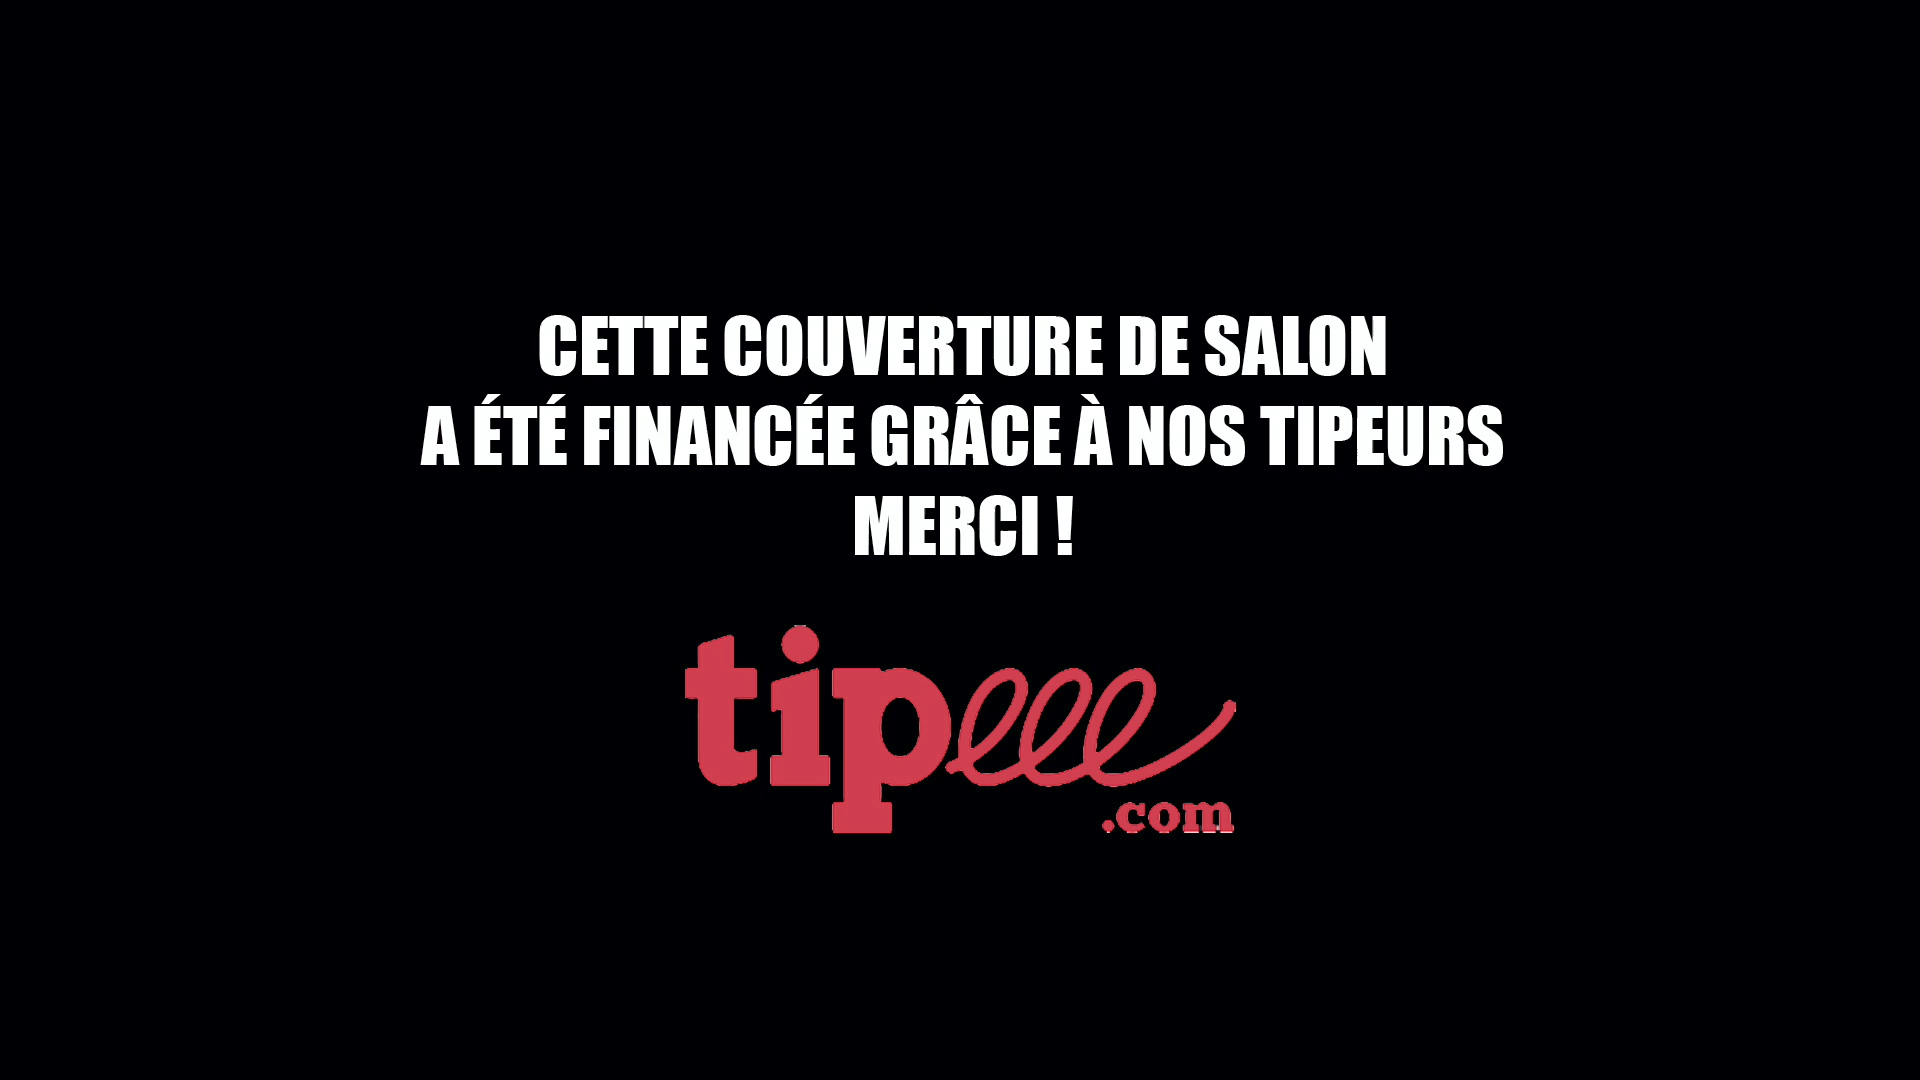 CETTE COUVERTURE DE SALON
A ÉTÉ FINANCÉE GRÂCE À NOS TIPEURS
MERCI !
tipeee
.com